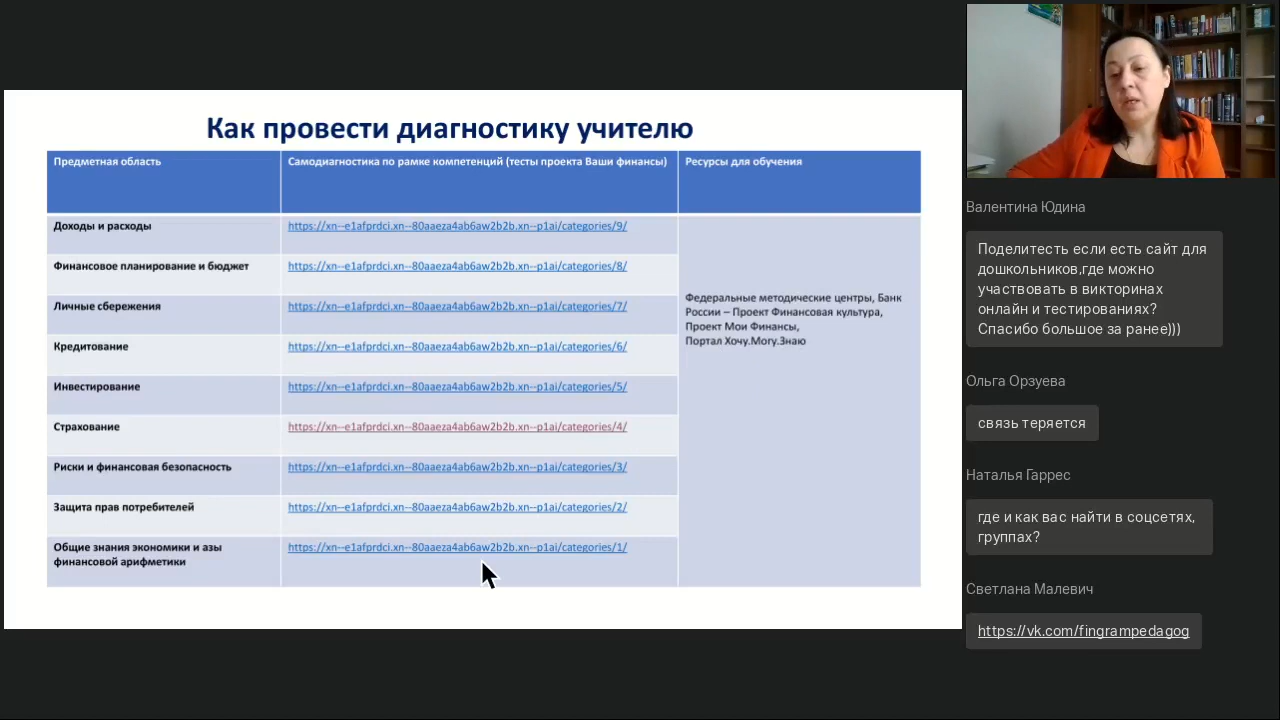 Как провести диагностику учителю
Предметная область
Самодиагностика по рамке компетенций (тесты проекта Ваши финансы)
Ресурсы для обучения
Доходы и расходы
https://xn--e1afprdci.xn--80aaeza4ab6aw2b2b.xn--p1ai/categories/9/
Финансовое планирование и бюджет
https://xn--e1afprdci.xn--80aaeza4ab6aw2b2b.xn--p1ai/categories/8/
Личные сбережения
https://xn--e1afprdci.xn--80aaeza4ab6aw2b2b.xn--p1ai/categories/7/
Кредитование
https://xn--e1afprdci.xn--80aaeza4ab6aw2b2b.xn--p1ai/categories/6/
Инвестирование
https://xn--e1afprdci.xn--80aaeza4ab6aw2b2b.xn--p1ai/categories/5/
Страхование
https://xn--e1afprdci.xn--80aaeza4ab6aw2b2b.xn--p1ai/categories/4/
Риски и финансовая безопасность
https://xn--e1afprdci.xn--80aaeza4ab6aw2b2b.xn--p1ai/categories/3/
Защита прав потребителей
https://xn--e1afprdci.xn--80aaeza4ab6aw2b2b.xn--p1ai/categories/2/
Общие знания экономики и азы
финансовой арифметики
https://xn--e1afprdci.xn--80aaeza4ab6aw2b2b.xn--p1ai/categories/1/
Федеральные методические центры, Банк
России – Проект Финансовая культура,
Проект Мои Финансы,
Портал Хочу.Могу.Знаю
Валентина Юдина
Поделитесть если есть сайт для
дошкольников,где можно
участвовать в викторинах
онлайн и тестированиях?
Спасибо большое за ранее)))
Ольга Орзуева
связь теряется
Наталья Гаррес
где и как вас найти в соцсетях,
группах?
Светлана Малевич
https://vk.com/fingrampedagog